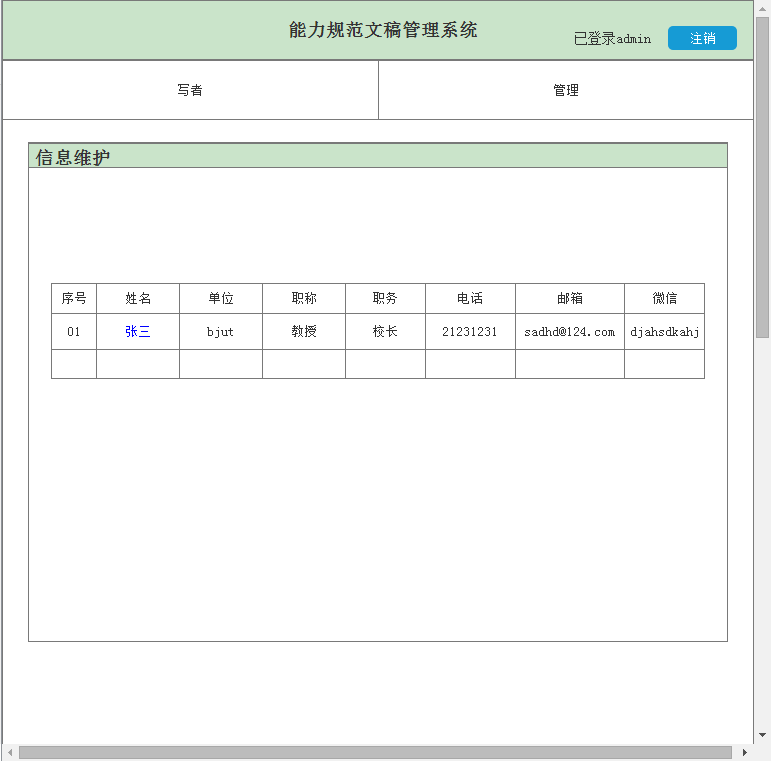 能力规范文稿管理系统
已登录admin 注销
写者 管理
信息维护
序号 姓名 单位 职称 职务 电话 邮箱 微信
01 张三 bjut 教授 校长 21231231 sadhd@124.com djahsdkahj